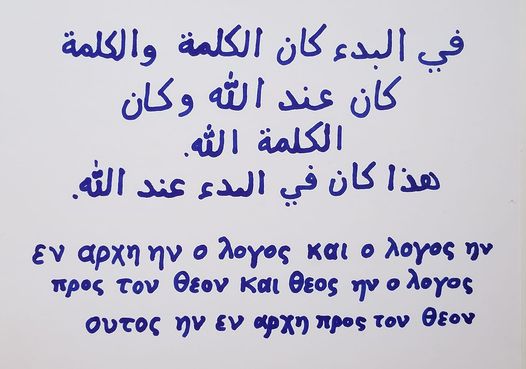 في البدء كان الكلمة والكلمة
كان عند الله وكان
الكلمة الله.
هذا كان في البدء عند الله.
εν αρχη ην ο λογος και ο λογος ην
προς τον θεον και θεος ην ο λογος
ουτος ην εν αρχη προς τον θεον